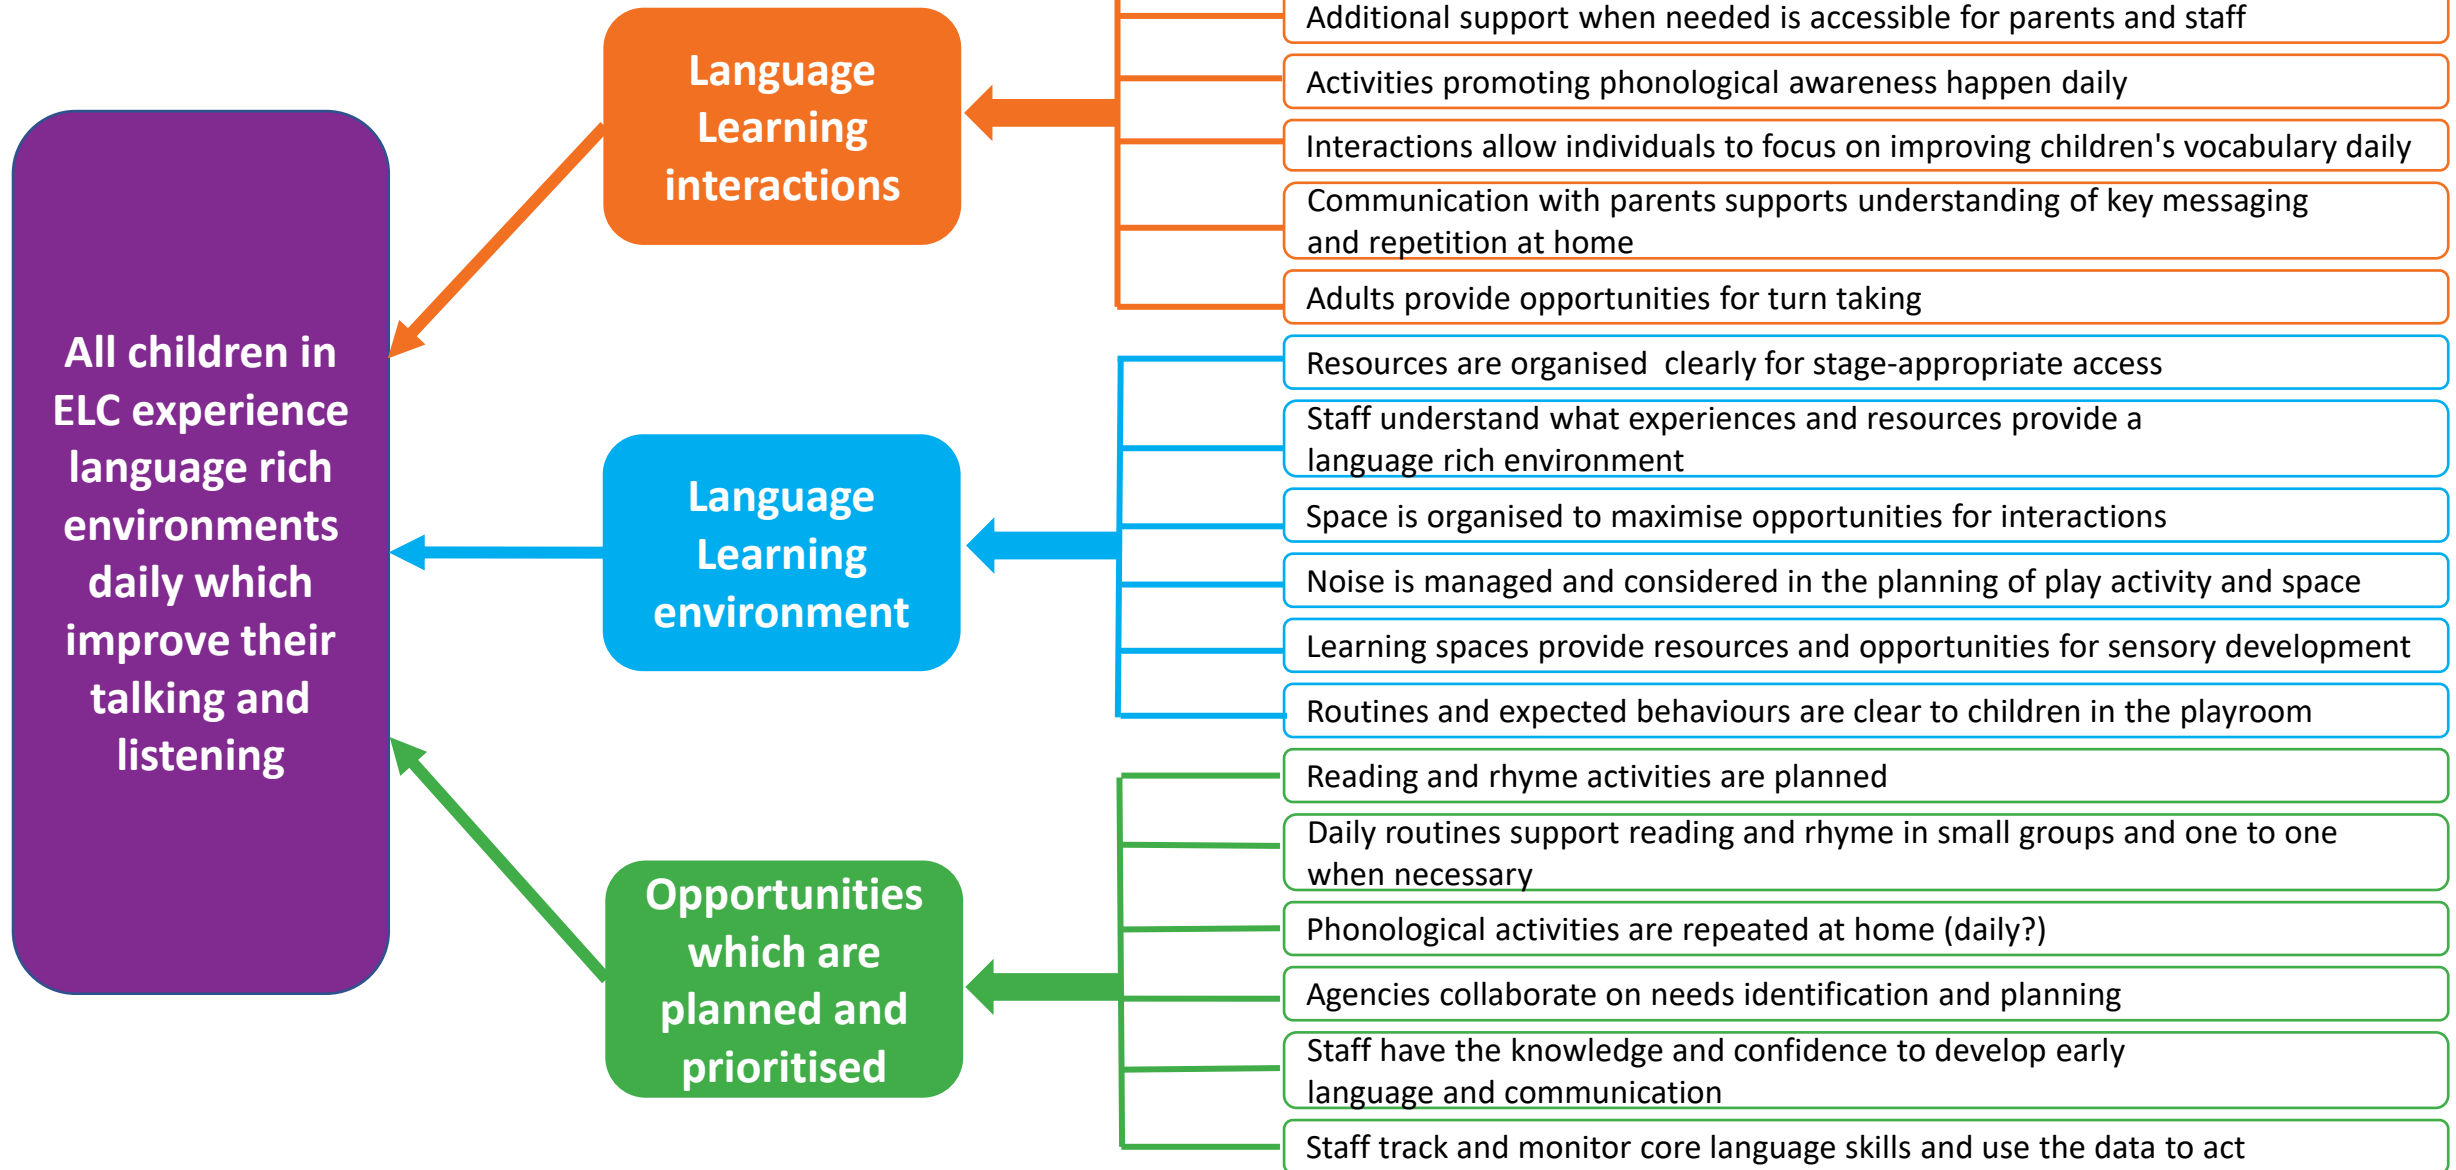 All children in
ELC experience
language rich
environments
daily which
improve their
talking and
listening
Language
Learning
interactions
Additional support when needed is accessible for parents and staff
Activities promoting phonological awareness happen daily
Interactions allow individuals to focus on improving children's vocabulary daily
Communication with parents supports understanding of key messaging
and repetition at home
Adults provide opportunities for turn taking
Language
Learning
environment
Resources are organised  clearly for stage-appropriate access
Staff understand what experiences and resources provide a
language rich environment
Space is organised to maximise opportunities for interactions
Noise is managed and considered in the planning of play activity and space
Learning spaces provide resources and opportunities for sensory development
Routines and expected behaviours are clear to children in the playroom
Opportunities
which are
planned and
prioritised
Reading and rhyme activities are planned
Daily routines support reading and rhyme in small groups and one to one
when necessary
Phonological activities are repeated at home (daily?)
Agencies collaborate on needs identification and planning
Staff have the knowledge and confidence to develop early
language and communication
Staff track and monitor core language skills and use the data to act